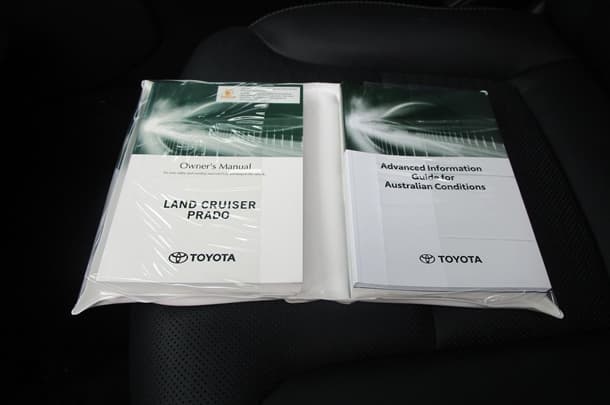 Owner's Manual
LAND CRUISER
PRADO
TOYOTA
Advanced Information
Guide for
Australian Conditions
TOYOTA